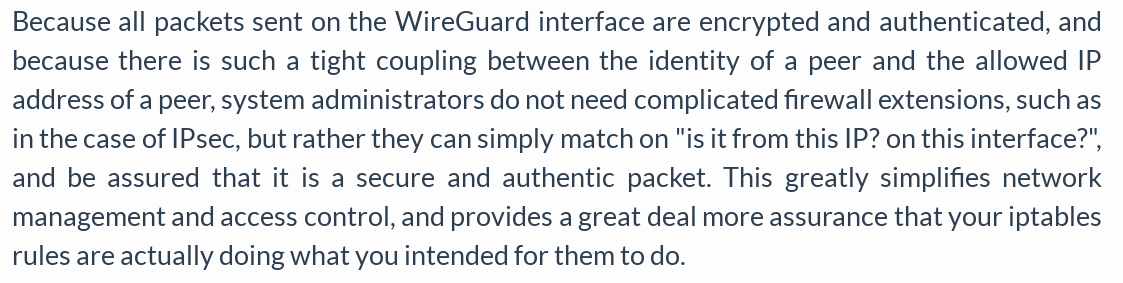 Because all packets sent on the WireGuard interface are encrypted and authenticated, and
because there is such a tight coupling between the identity of a peer and the allowed IP
address of a peer, system administrators do not need complicated firewall extensions, such as
in the case of IPsec, but rather they can simply match on "is it from this IP? on this interface?",
and be assured that it is a secure and authentic packet. This greatly simplifies network
management and access control, and provides a great deal more assurance that your iptables
rules are actually doing what you intended for them to do.